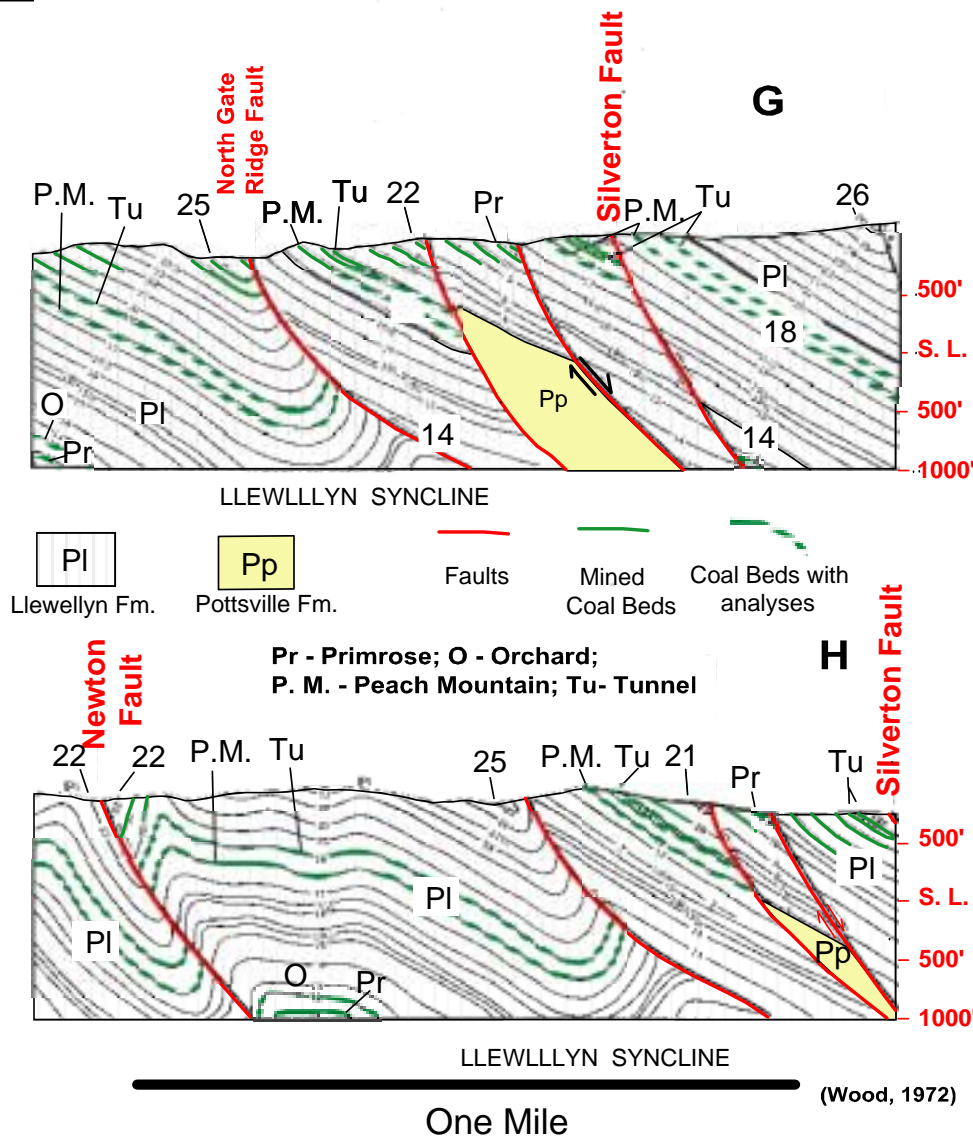 G
North Gate
Ridge Fault
Silverton Fault
P.M.
Tu
25
P.M.
Tu
22
Pr
P.M.
Tu
26
Pl
18
500'
S. L.
500'
1000'
O
Pl
Pr
14
Pp
14
LLEWLLLYN SYNCLINE
Pl
Llewellyn Fm.
Pp
Pottsville Fm.
Faults
Mined
Coal Beds
Coal Beds with
analyses
Pr - Primrose; O - Orchard;
P. M. - Peach Mountain; Tu- Tunnel
H
Newton
Fault
Silverton Fault
22
22
P.M.
Tu
25
P.M.
Tu
21
Pr
Tu
500'
S. L.
500'
1000'
Pl
Pl
Pl
Pp
O
Pr
LLEWLLLYN SYNCLINE
(Wood, 1972)
One Mile